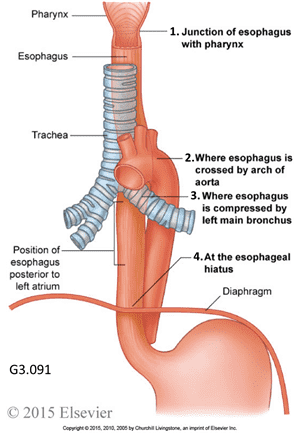 Pharynx
1. Junction of esophagus
with pharynx
Esophagus
Trachea
2. Where esophagus is
crossed by arch of
aorta
3. Where esophagus
is compressed by
left main bronchus
Position of
esophagus
posterior to
left atrium
4. At the esophageal
hiatus
Diaphragm
G3.091
© 2015 Elsevier
Copyright © 2015, 2010, 2005 by Churchill Livingstone, an imprint of Elsevier Inc.